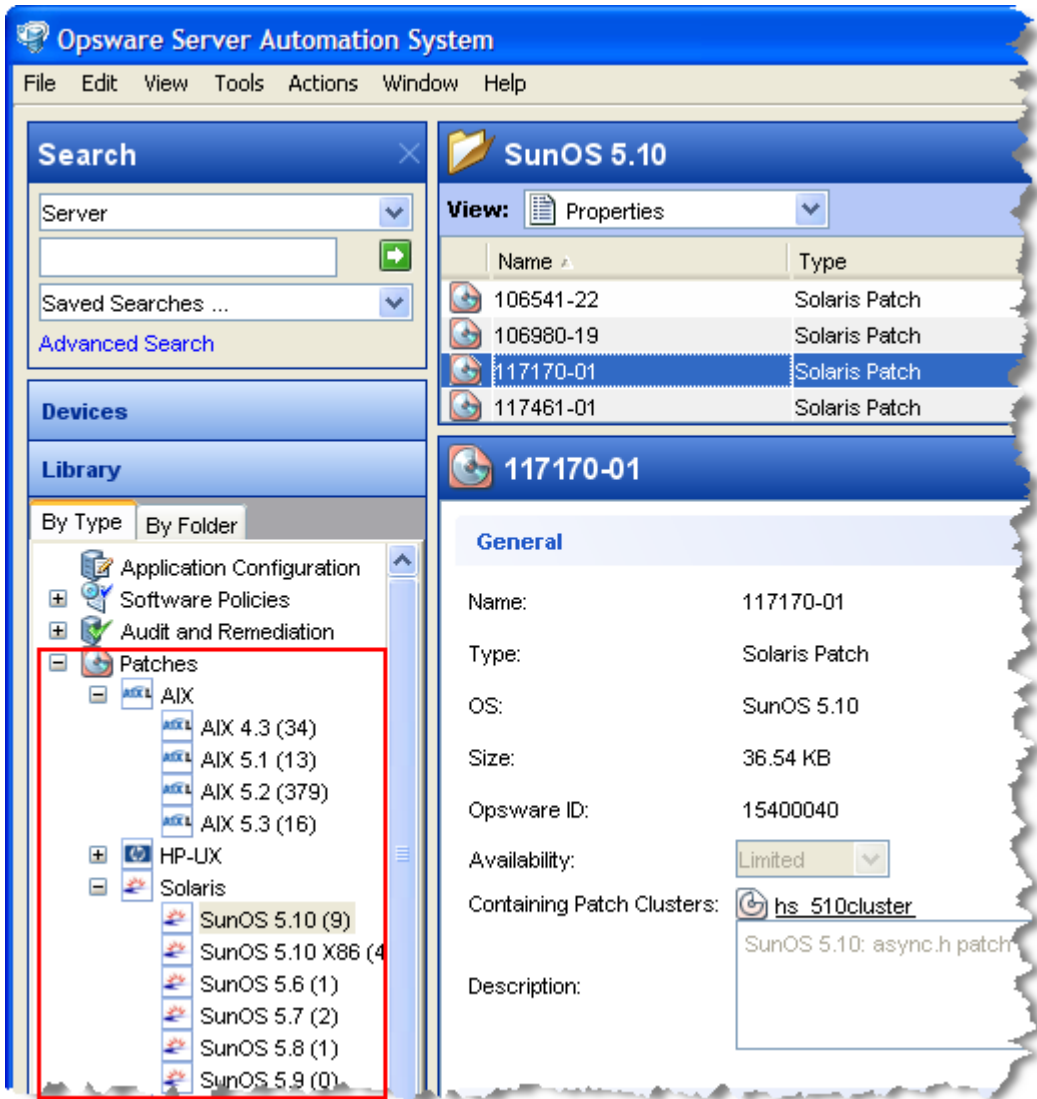 Opsware Server Automation System
File Edit View Tools Actions Window Help
Search
Server
Saved Searches ...
Advanced Search
Devices
Library
By Type By Folder
Application Configuration
Software Policies
Audit and Remediation
Patches
AIX
AIX 4.3 (34)
AIX 5.1 (13)
AIX 5.2 (379)
AIX 5.3 (16)
HP-UX
Solaris
SunOS 5.10 (9)
SunOS 5.10 X86 (4
SunOS 5.6 (1)
SunOS 5.7 (2)
SunOS 5.8 (1)
SunOS 5.9 (0)
SunOS 5.10
View: Properties
Name Type
106541-22 Solaris Patch
106980-19 Solaris Patch
117170-01 Solaris Patch
117461-01 Solaris Patch
117170-01
General
Name: 117170-01
Type: Solaris Patch
OS: SunOS 5.10
Size: 36.54 KB
Opsware ID: 15400040
Availability: Limited
Containing Patch Clusters: hs_510cluster
Description: SunOS 5.10: async.h patch